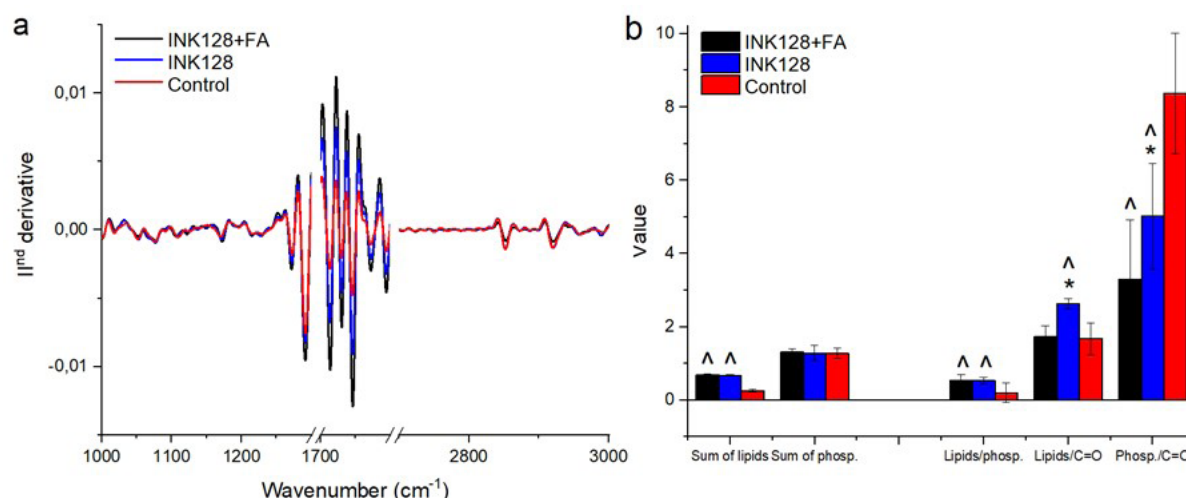 a
INK128+FA
INK128
Control
0,01
0,00
-0,01
IInd derivative
1000
1100
1200
1700
2800
3000
Wavenumber (cm-1)
b
INK128+FA
INK128
Control
10
8
6
4
2
0
Value
^ ^
^ ^
^
*
^
^
*
Sum of lipids Sum of phosp. Lipids/phosp. Lipids/C=O Phosp./C=O